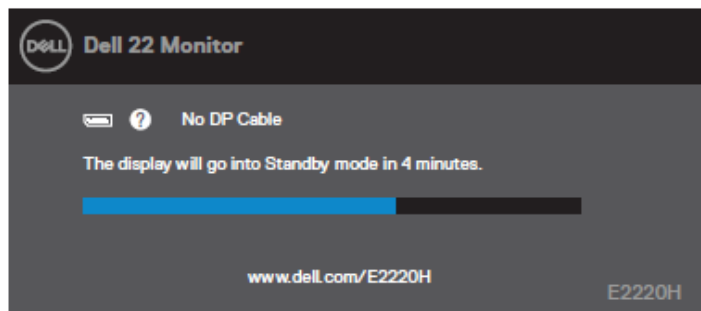 DELL Dell 22 Monitor
? No DP Cable
The display will go into Standby mode in 4 minutes.
www.dell.com/E2220H
E2220H